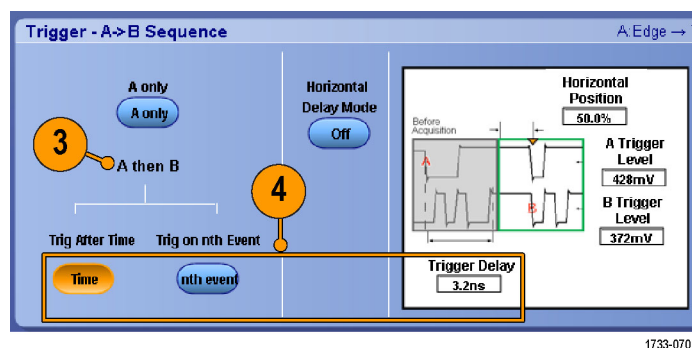 Trigger - A->B Sequence
A:Edge →
A only
A only
3
A then B
4
Trig After Time
Trig on nth Event
Time
nth event
Horizontal
Delay Mode
Off
Horizontal
Position
50.0%
Before
Acquisition
A
B
A Trigger
Level
428mV
B Trigger
Level
372mV
Trigger Delay
3.2ns
1733-070